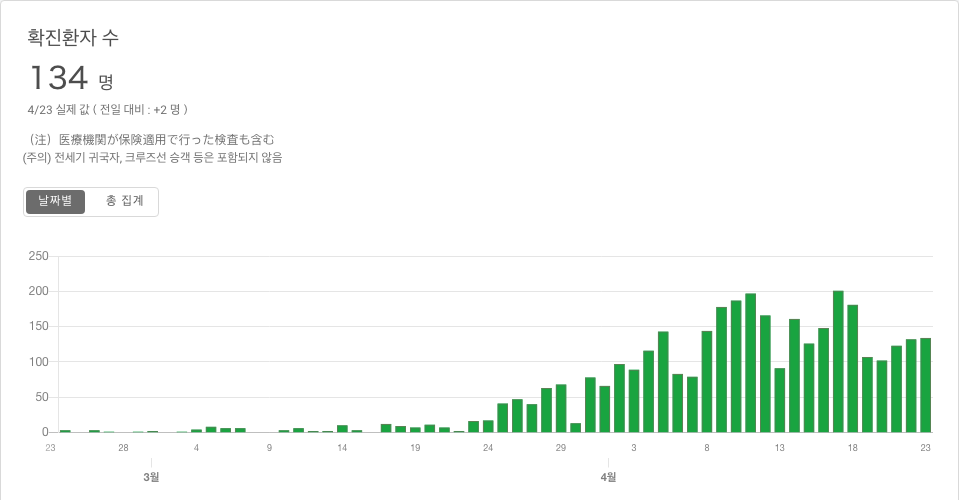 확진환자 수
134 명
4/23 실제 값 ( 전일 대비 : +2 명 )
（注）医療機関が保険適用で行った検査も含む
(주의) 전세기 귀국자, 크루즈선 승객 등은 포함되지 않음
날짜별 총 집계
250
200
150
100
50
0
23 28 4 9 14 19 24 29 3 8 13 18 23
3월 4월